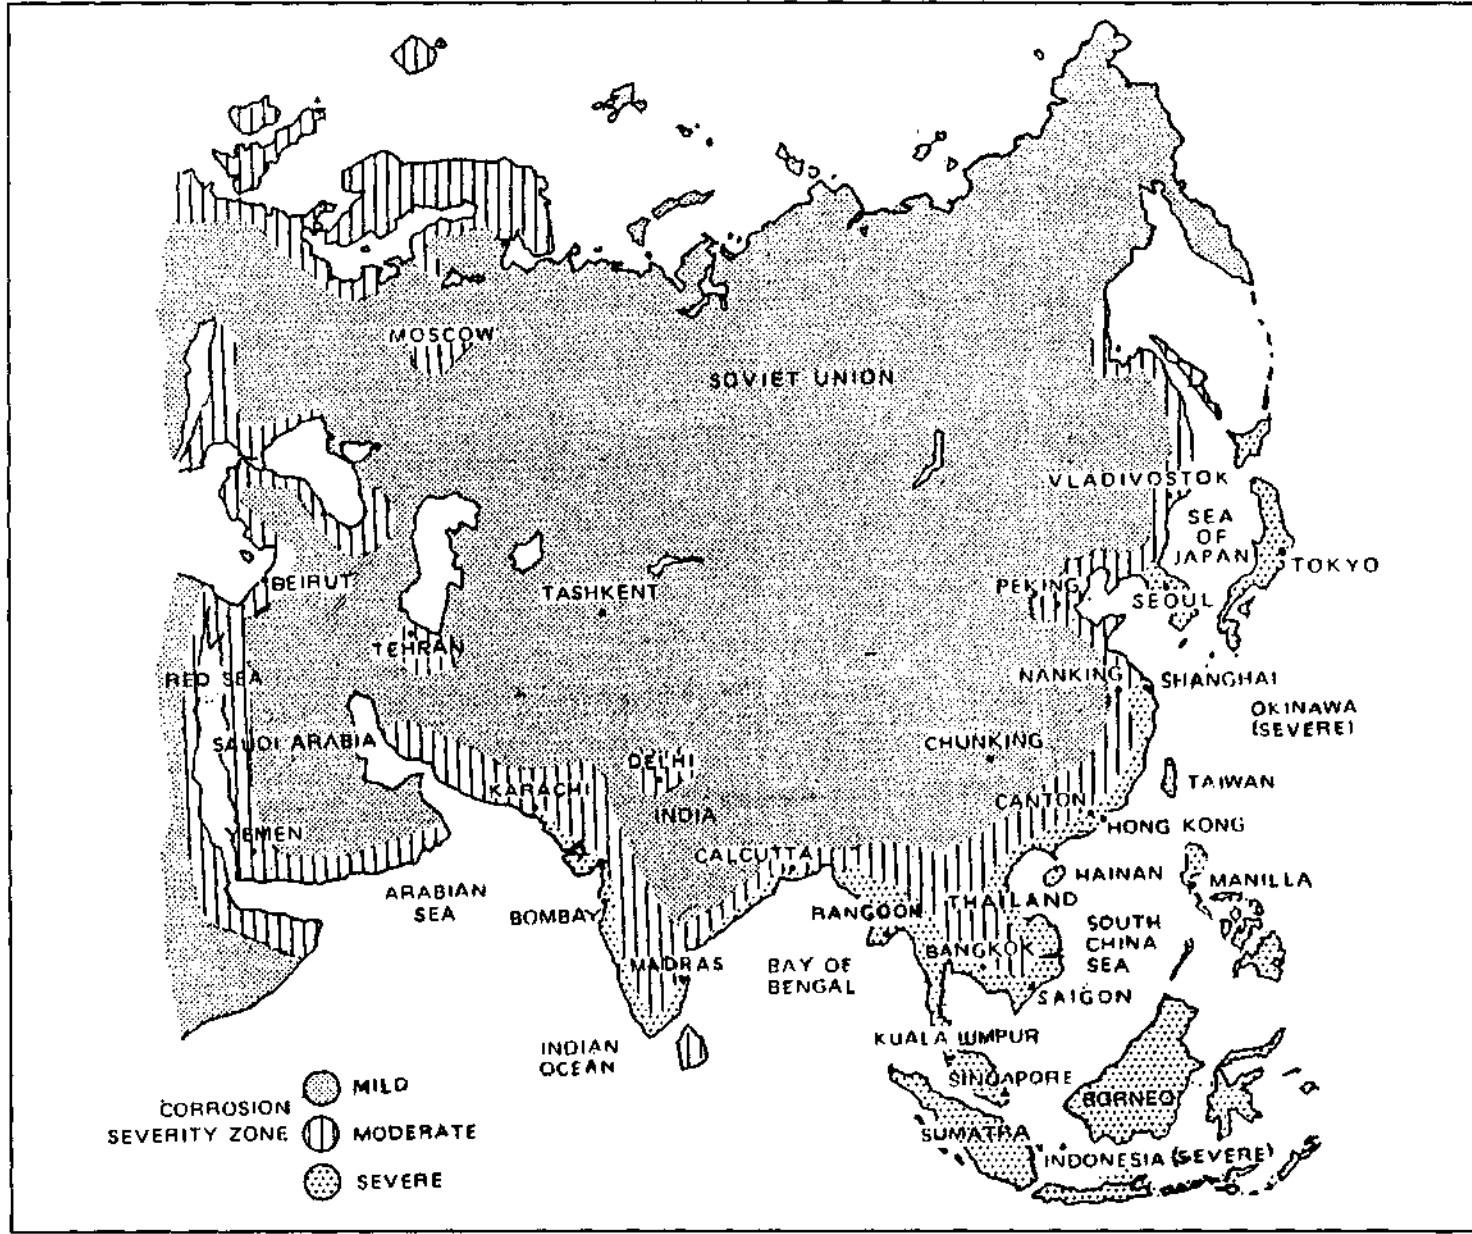 MOSCOW
SOVIET UNION
VLADIVOSTOK
SEA
OF
JAPAN
TOKYO
BEIRUT
TASHKENT
PEKING
SEOUL
TEHRAN
RED SEA
NANKING
SHANGHAI
OKINAWA
(SEVERE)
SAUDI ARABIA
CHUNKING
DELHI
TAIWAN
KARACHI
CANTON
INDIA
HONG KONG
YEMEN
CALCUTTA
HAINAN
MANILLA
ARABIAN
SEA
BOMBAY
RANGOON
THAILAND
SOUTH
CHINA
SEA
BANGKOK
MADRAS
BAY OF
BENGAL
SAIGON
INDIAN
OCEAN
KUALA LUMPUR
SINGAPORE
BORNEO
SUMATRA
INDONESIA (SEVERE)
CORROSION
SEVERITY ZONE
MILD
MODERATE
SEVERE